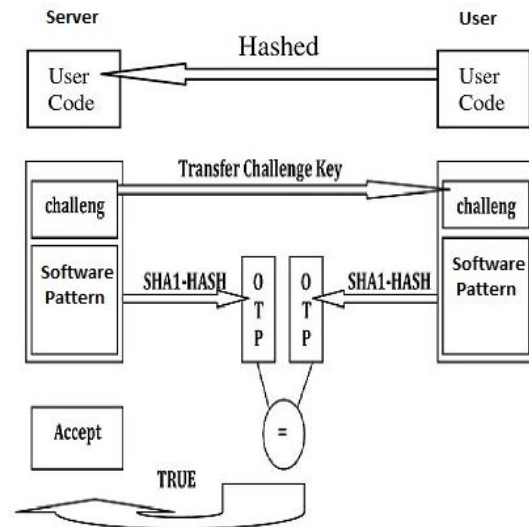 Server
User
Hashed
User
Code
User
Code
Transfer Challenge Key
challeng
challeng
Software
Pattern
SHA1-HASH
O
T
P
O
T
P
SHA1-HASH
Software
Pattern
=
Accept
TRUE